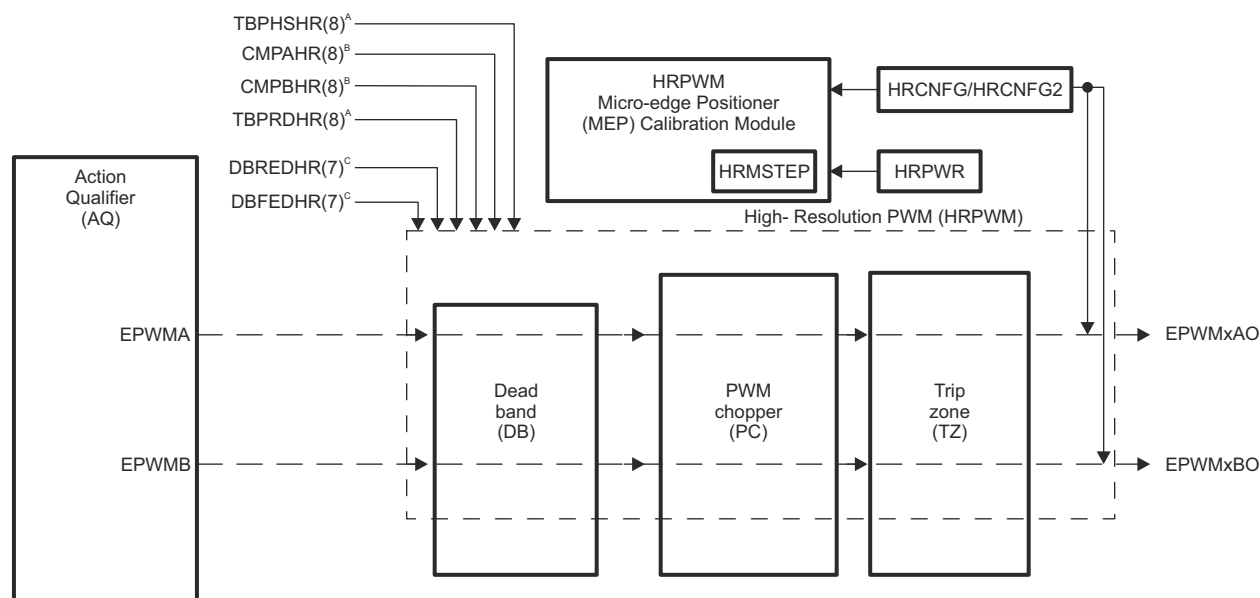 TBPHSHR(8)A
CMPAHR(8)B
CMPBHR(8)B
TBPRDHR(8)A
DBREDHR(7)C
DBFEDHR(7)C
HRPWM
Micro-edge Positioner
(MEP) Calibration Module
HRMSTEP
HRCNFG/HRCNFG2
HRPWR
High- Resolution PWM (HRPWM)
Action
Qualifier
(AQ)
EPWMA
EPWMB
Dead
band
(DB)
PWM
chopper
(PC)
Trip
zone
(TZ)
EPWMxAO
EPWMxBO